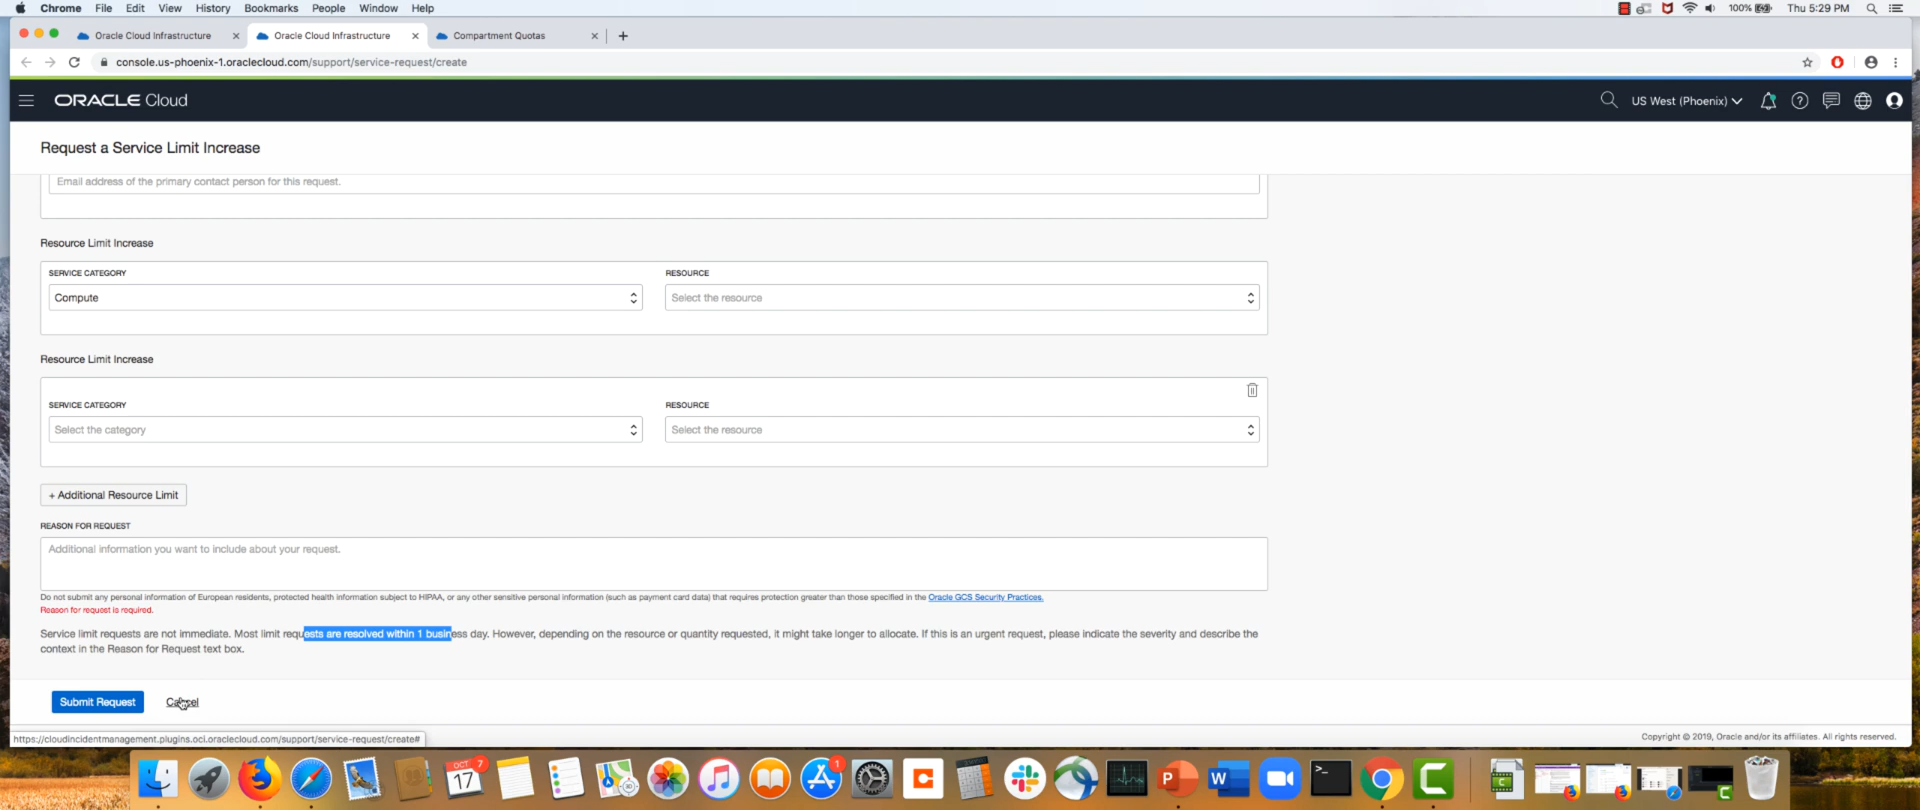 Chrome File Edit View History Bookmarks People Window Help 100% Thu 5:29 PM
Oracle Cloud Infrastructure Oracle Cloud Infrastructure Compartment Quotas
console.us-phoenix-1.oraclecloud.com/support/service-request/create
ORACLE Cloud US West (Phoenix)
Request a Service Limit Increase
Email address of the primary contact person for this request.
Resource Limit Increase
SERVICE CATEGORY RESOURCE
Compute Select the resource
Resource Limit Increase
SERVICE CATEGORY RESOURCE
Select the category Select the resource
+ Additional Resource Limit
REASON FOR REQUEST
Additional information you want to include about your request.
Do not submit any personal information of European residents, protected health information subject to HIPAA, or any other sensitive personal information (such as payment card data) that requires protection greater than those specified in the Oracle GCS Security Practices.
Reason for request is required.
Service limit requests are not immediate. Most limit requests are resolved within 1 business day. However, depending on the resource or quantity requested, it might take longer to allocate. If this is an urgent request, please indicate the severity and describe the
context in the Reason for Request text box.
Submit Request Cancel
https://cloudincidentmanagement.plugins.oci.oraclecloud.com/support/service-request/create#
Copyright © 2019, Oracle and/or its affiliates. All rights reserved.
OCT 7
17
1